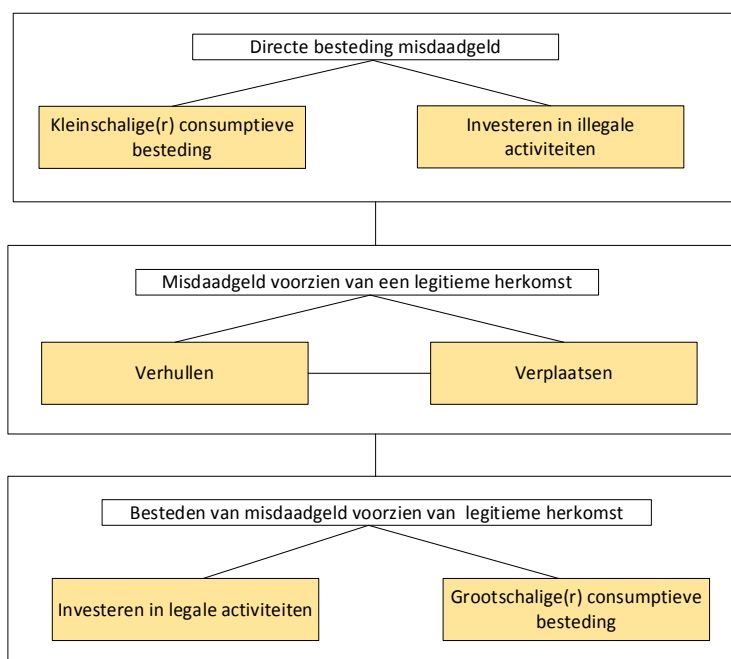 Directe besteding misdaadgeld
Kleinschalige(r) consumptieve
besteding
Investeren in illegale
activiteiten
Misdaadgeld voorzien van een legitieme herkomst
Verhullen
Verplaatsen
Besteden van misdaadgeld voorzien van legitieme herkomst
Investeren in legale activiteiten
Grootschalige(r) consumptieve
besteding